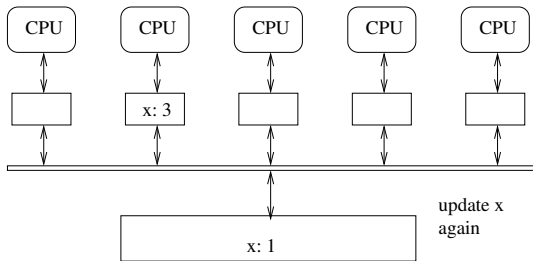 CPU CPU CPU CPU CPU
x: 3
update x
again
x: 1